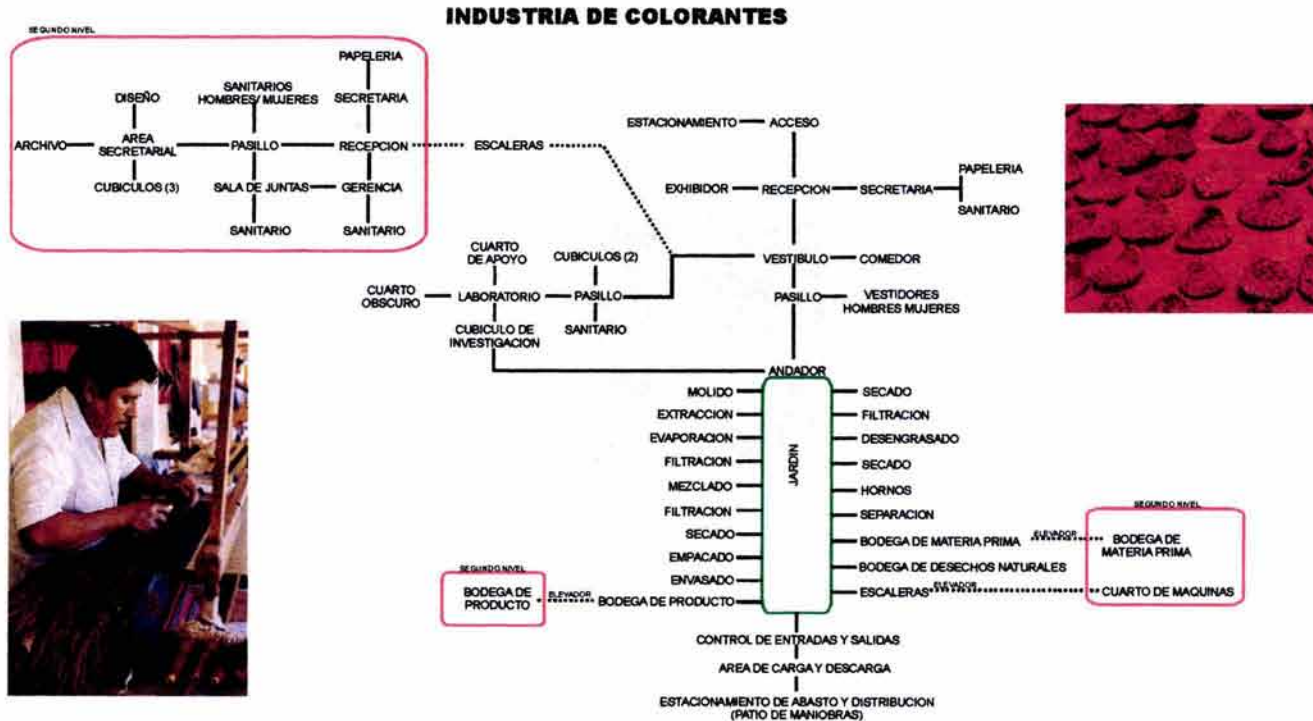 INDUSTRIA DE COLORANTES
SEGUNDO NIVEL
PAPELERIA
DISEÑO
SANITARIOS
HOMBRES/ MUJERES
SECRETARIA
ARCHIVO
AREA
SECRETARIAL
PASILLO
RECEPCION
CUBICULOS (3)
SALA DE JUNTAS
GERENCIA
SANITARIO
SANITARIO
ESCALERAS
ESTACIONAMIENTO
ACCESO
EXHIBIDOR
RECEPCION
SECRETARIA
PAPELERIA
SANITARIO
CUARTO
DE APOYO
CUBICULOS (2)
VESTIBULO
COMEDOR
CUARTO
OBSCURO
LABORATORIO
PASILLO
PASILLO
VESTIDORES
HOMBRES MUJERES
CUBICULO DE
INVESTIGACION
SANITARIO
ANDADOR
JARDIN
MOLIDO
EXTRACCION
EVAPORACION
FILTRACION
MEZCLADO
FILTRACION
SECADO
EMPACADO
ENVASADO
BODEGA DE PRODUCTO
ELEVADOR
SEGUNDO NIVEL
BODEGA DE
PRODUCTO
SECADO
FILTRACION
DESENGRASADO
SECADO
HORNOS
SEPARACION
BODEGA DE MATERIA PRIMA
ELEVADOR
BODEGA DE DESECHOS NATURALES
ESCALERAS
ELEVADOR
SEGUNDO NIVEL
BODEGA DE
MATERIA PRIMA
CUARTO DE MAQUINAS
CONTROL DE ENTRADAS Y SALIDAS
AREA DE CARGA Y DESCARGA
ESTACIONAMIENTO DE ABASTO Y DISTRIBUCION
(PATIO DE MANIOBRAS)